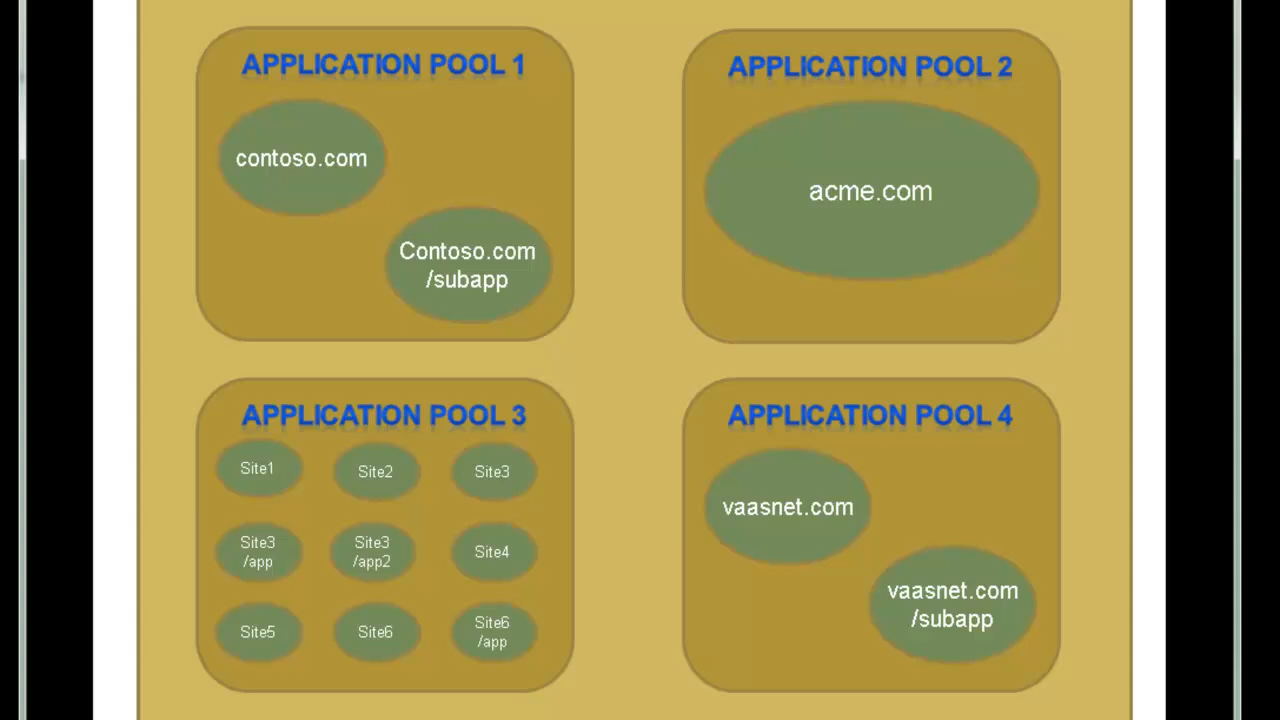 APPLICATION POOL 1
contoso.com
Contoso.com
/subapp
APPLICATION POOL 2
acme.com
APPLICATION POOL 3
Site1
Site2
Site3
Site3
/app
Site3
/app2
Site4
Site5
Site6
Site6
/app
APPLICATION POOL 4
vaasnet.com
vaasnet.com
/subapp